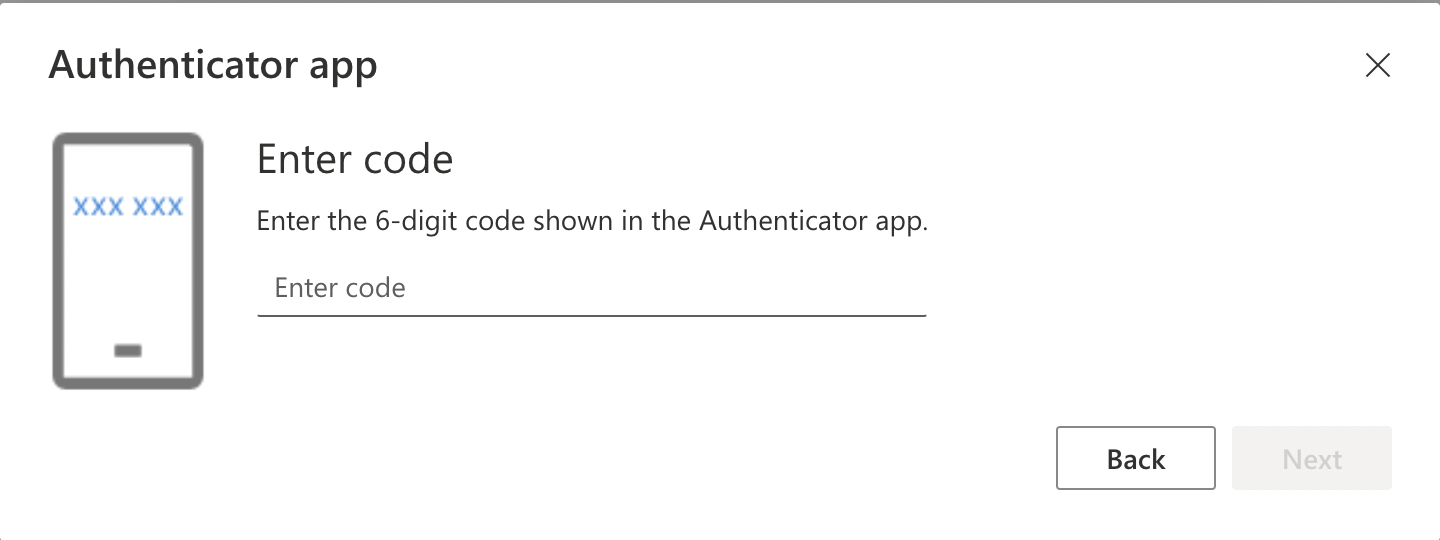 Authenticator app
XXX XXX
Enter code
Enter the 6-digit code shown in the Authenticator app.
Enter code
Back
Next